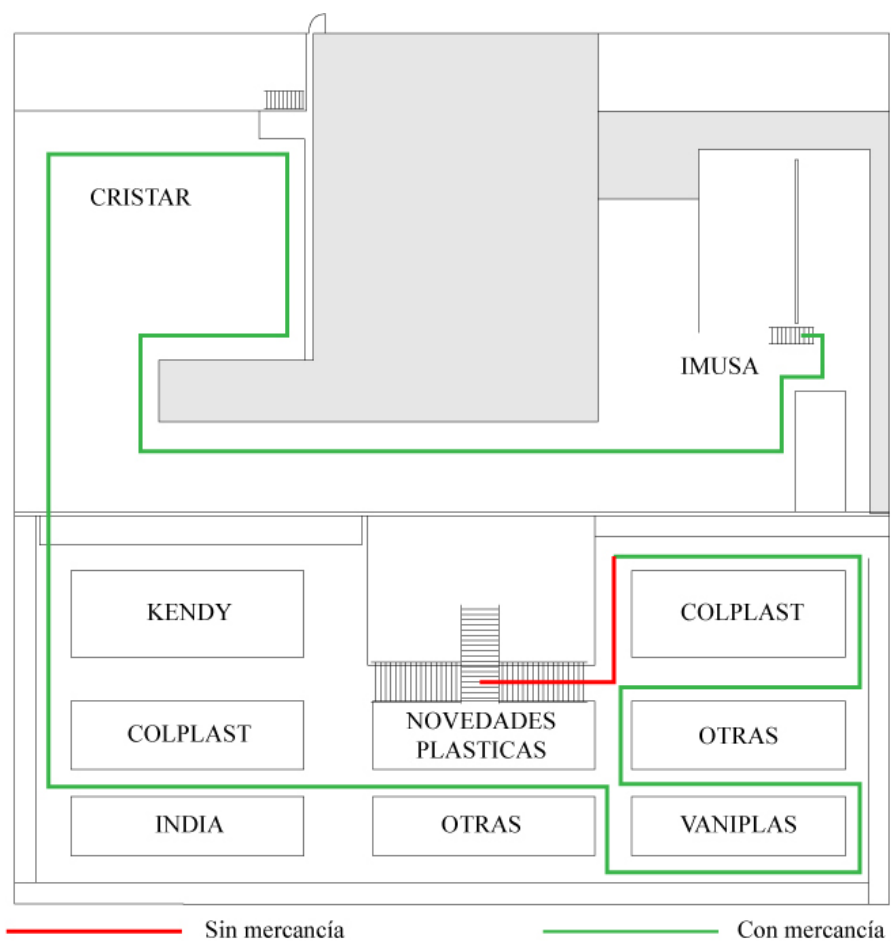 CRISTAR
IMUSA
KENDY
COLPLAST
COLPLAST
NOVEDADES
PLASTICAS
OTRAS
INDIA
OTRAS
VANIPLAS
Sin mercancía
Con mercancía